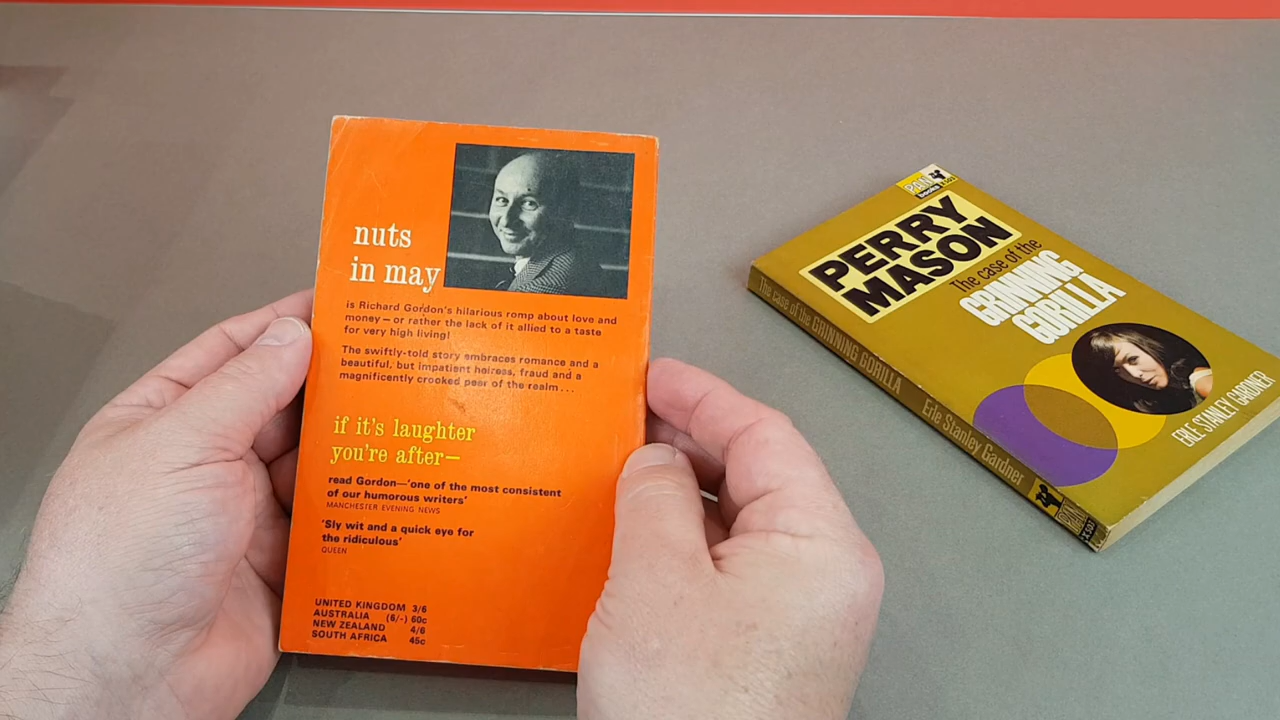 nuts
in may
is Richard Gordon's hilarious romp about love and
money — or rather the lack of it allied to a taste
for very high living!
The swiftly-told story embraces romance and a
beautiful, but impatient heiress, fraud and a
magnificently crooked peer of the realm ...
if it's laughter
you're after—
read Gordon—'one of the most consistent
of our humorous writers'
MANCHESTER EVENING NEWS
'Sly wit and a quick eye for
the ridiculous'
QUEEN
UNITED KINGDOM 3/6
AUSTRALIA (6/-) 60c
NEW ZEALAND 4/6
SOUTH AFRICA 45c
PAN
books X503
PERRY
MASON
The case of the
GRINNING
GORILLA
ERLE STANLEY GARDNER
The case of the GRINNING GORILLA Erle Stanley Gardner
PAN
X503